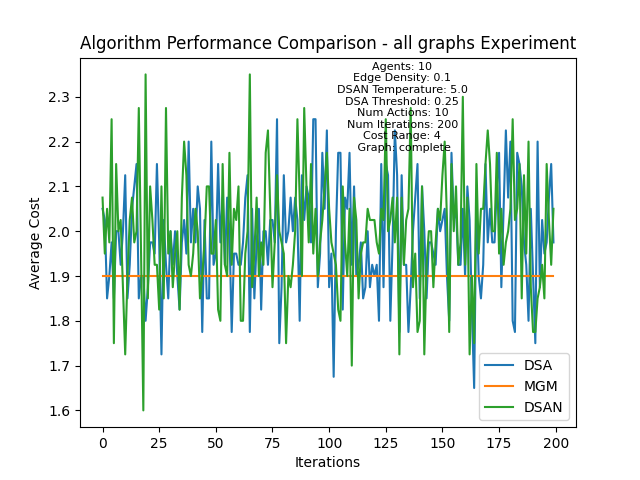 Algorithm Performance Comparison - all graphs Experiment
Agents: 10
Edge Density: 0.1
DSAN Temperature: 5.0
DSA Threshold: 0.25
Num Actions: 10
Num Iterations: 200
Cost Range: 4
Graph: complete
Average Cost
2.3
2.2
2.1
2.0
1.9
1.8
1.7
1.6
DSA
MGM
DSAN
0
25
50
75
100
125
150
175
200
Iterations